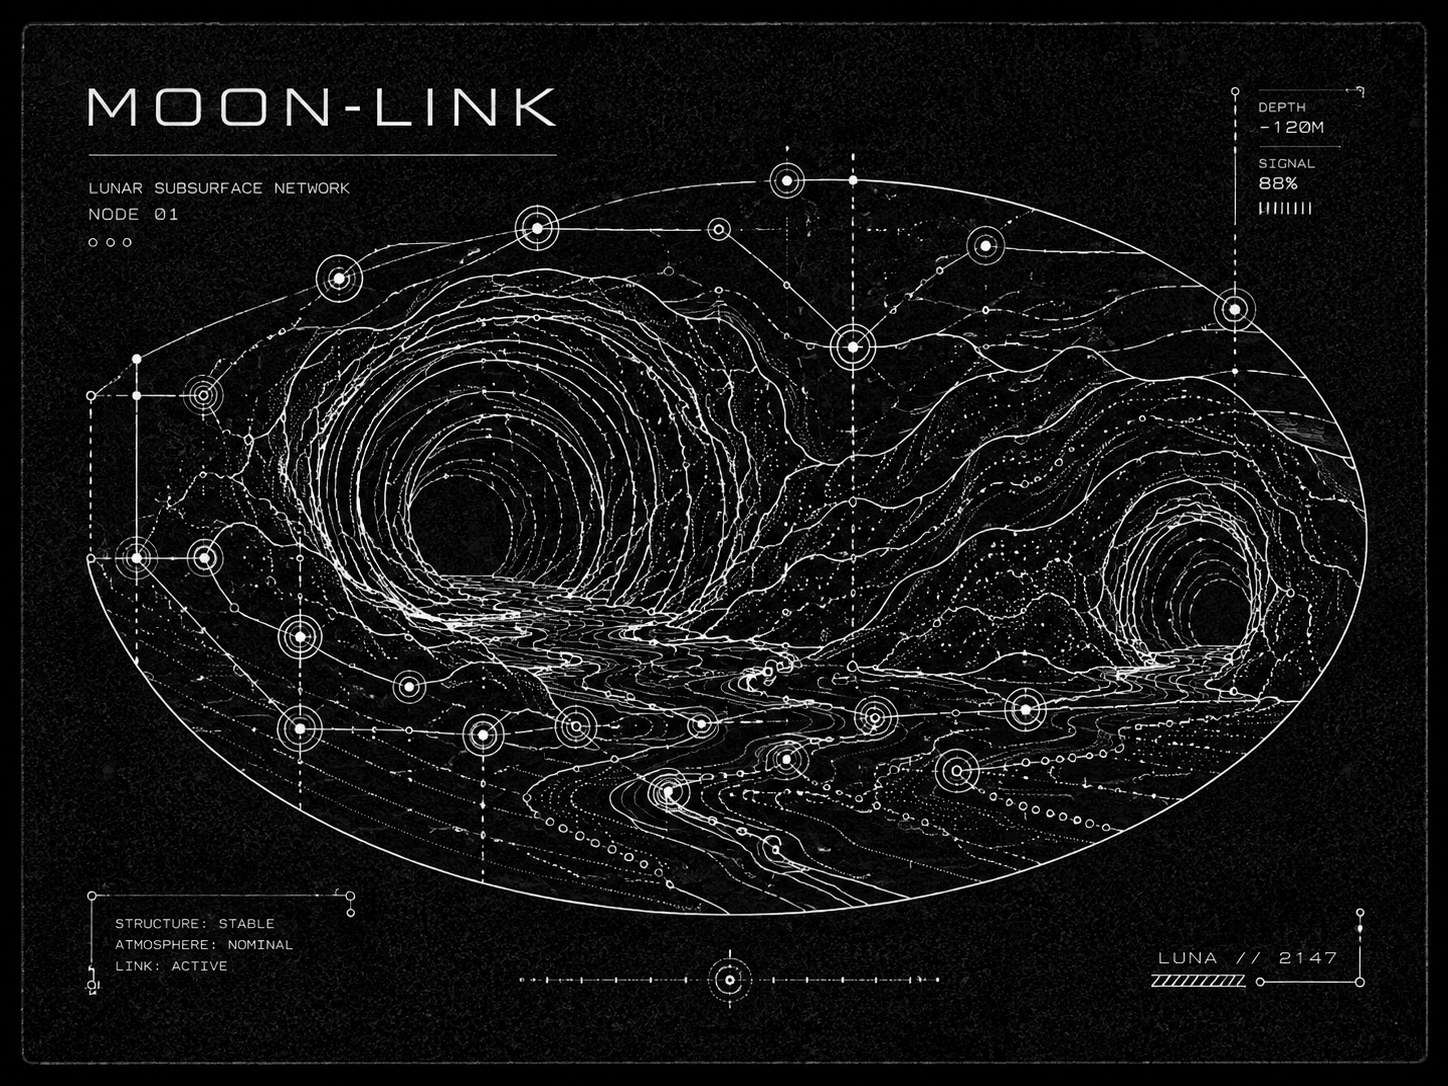 MOON-LINK
LUNAR SUBSURFACE NETWORK
NODE 01
DEPTH
-120M
SIGNAL
88%
STRUCTURE: STABLE
ATMOSPHERE: NOMINAL
LINK: ACTIVE
LUNA // 2147